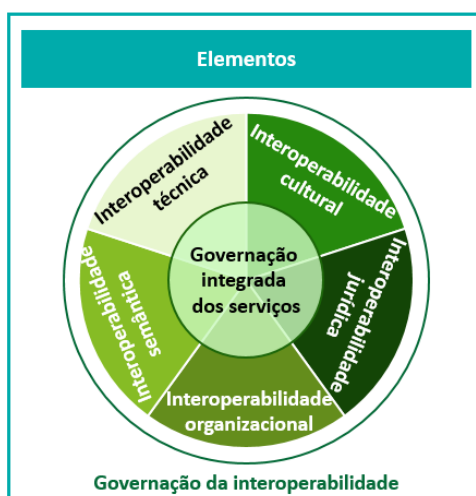 Elementos
Interoperabilidade
técnica
Interoperabilidade
cultural
Interoperabilidade
jurídica
Interoperabilidade
organizacional
Interoperabilidade
semântica
Governação
integrada
dos serviços
Governação da interoperabilidade